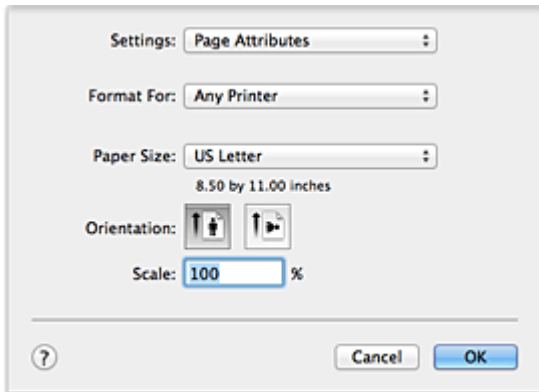 Settings: Page Attributes
Format For: Any Printer
Paper Size: US Letter
8.50 by 11.00 inches
Orientation:
Scale: 100 %
? Cancel OK